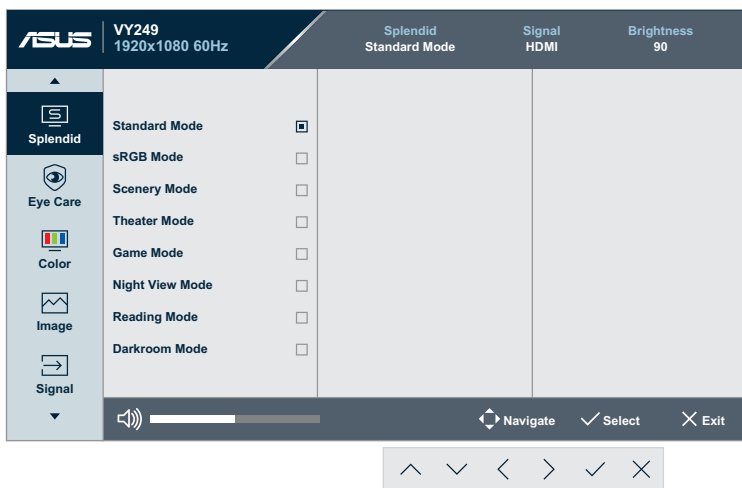 ASUS
VY249
1920x1080 60Hz
Splendid
Standard Mode
Signal
HDMI
Brightness
90
Splendid
Eye Care
Color
Image
Signal
Standard Mode
sRGB Mode
Scenery Mode
Theater Mode
Game Mode
Night View Mode
Reading Mode
Darkroom Mode
Navigate
Select
Exit